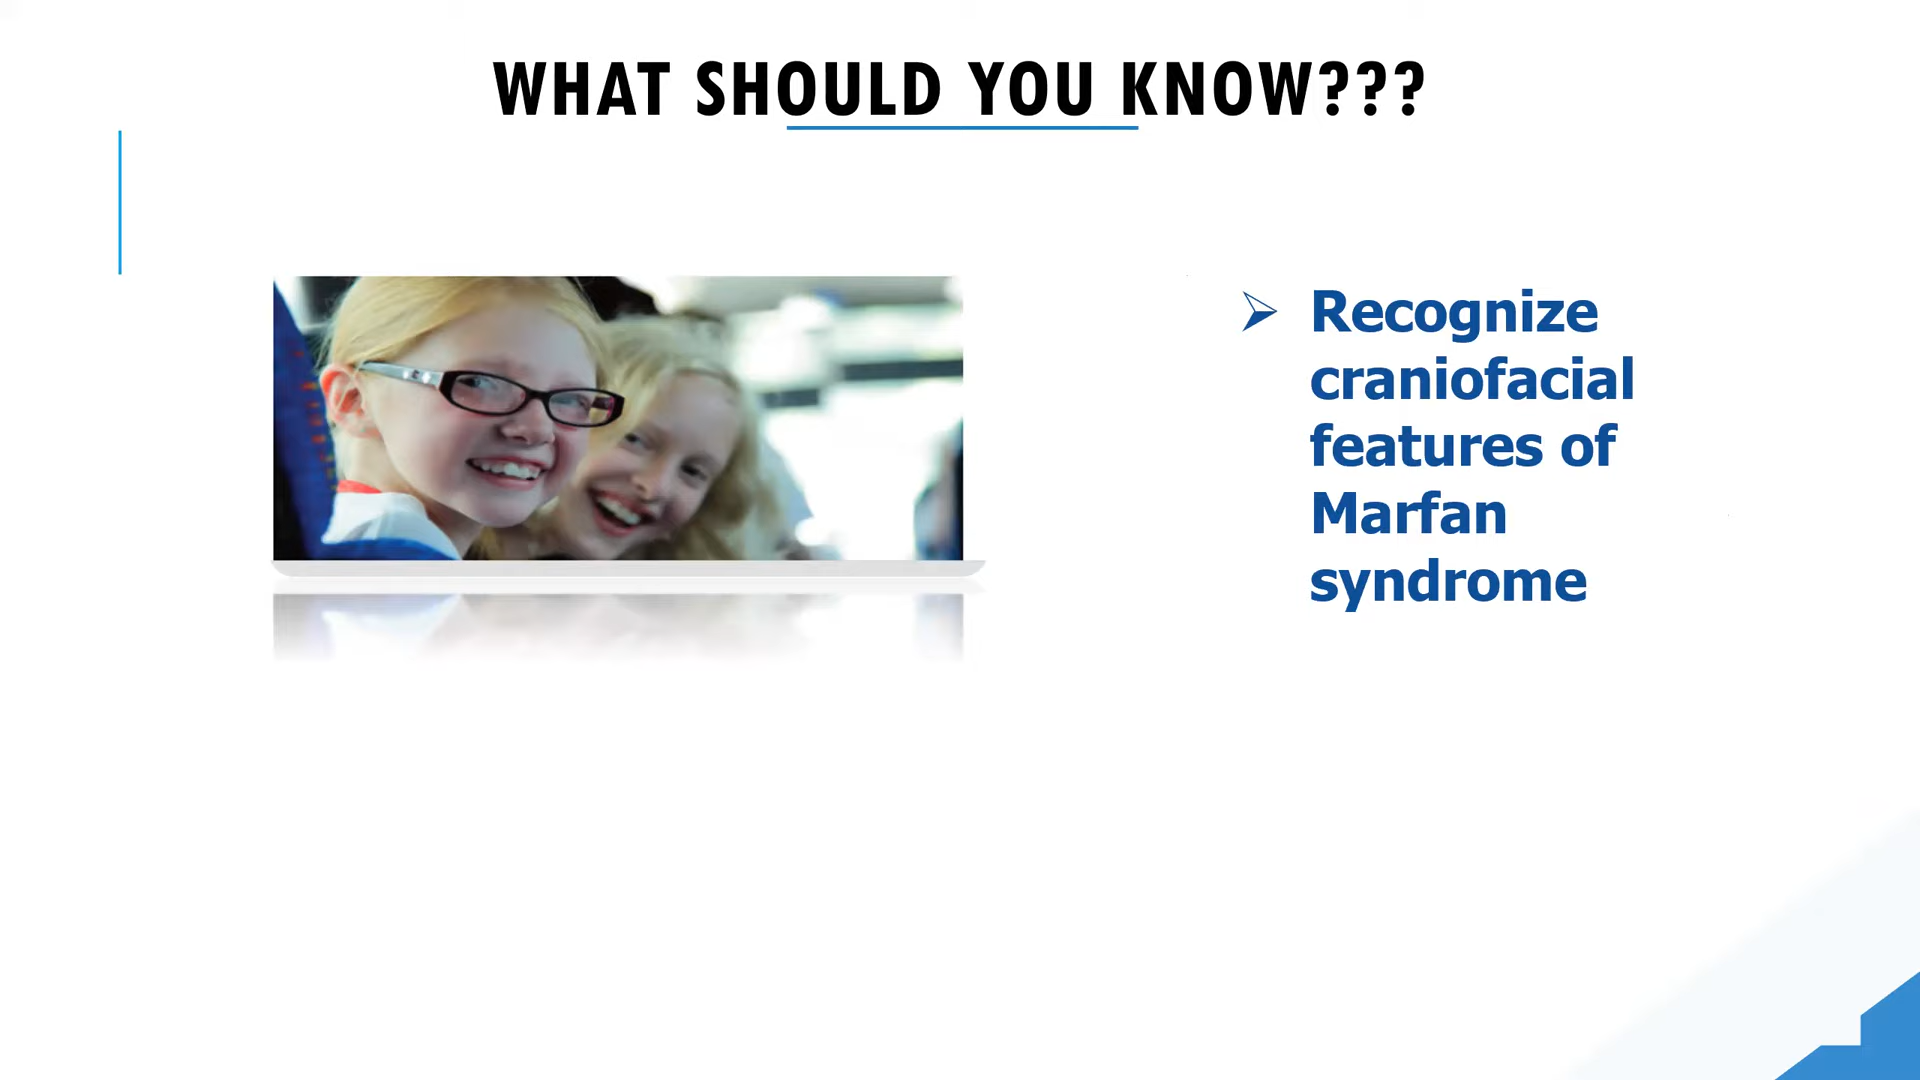 WHAT SHOULD YOU KNOW???
Recognize
craniofacial
features of
Marfan
syndrome